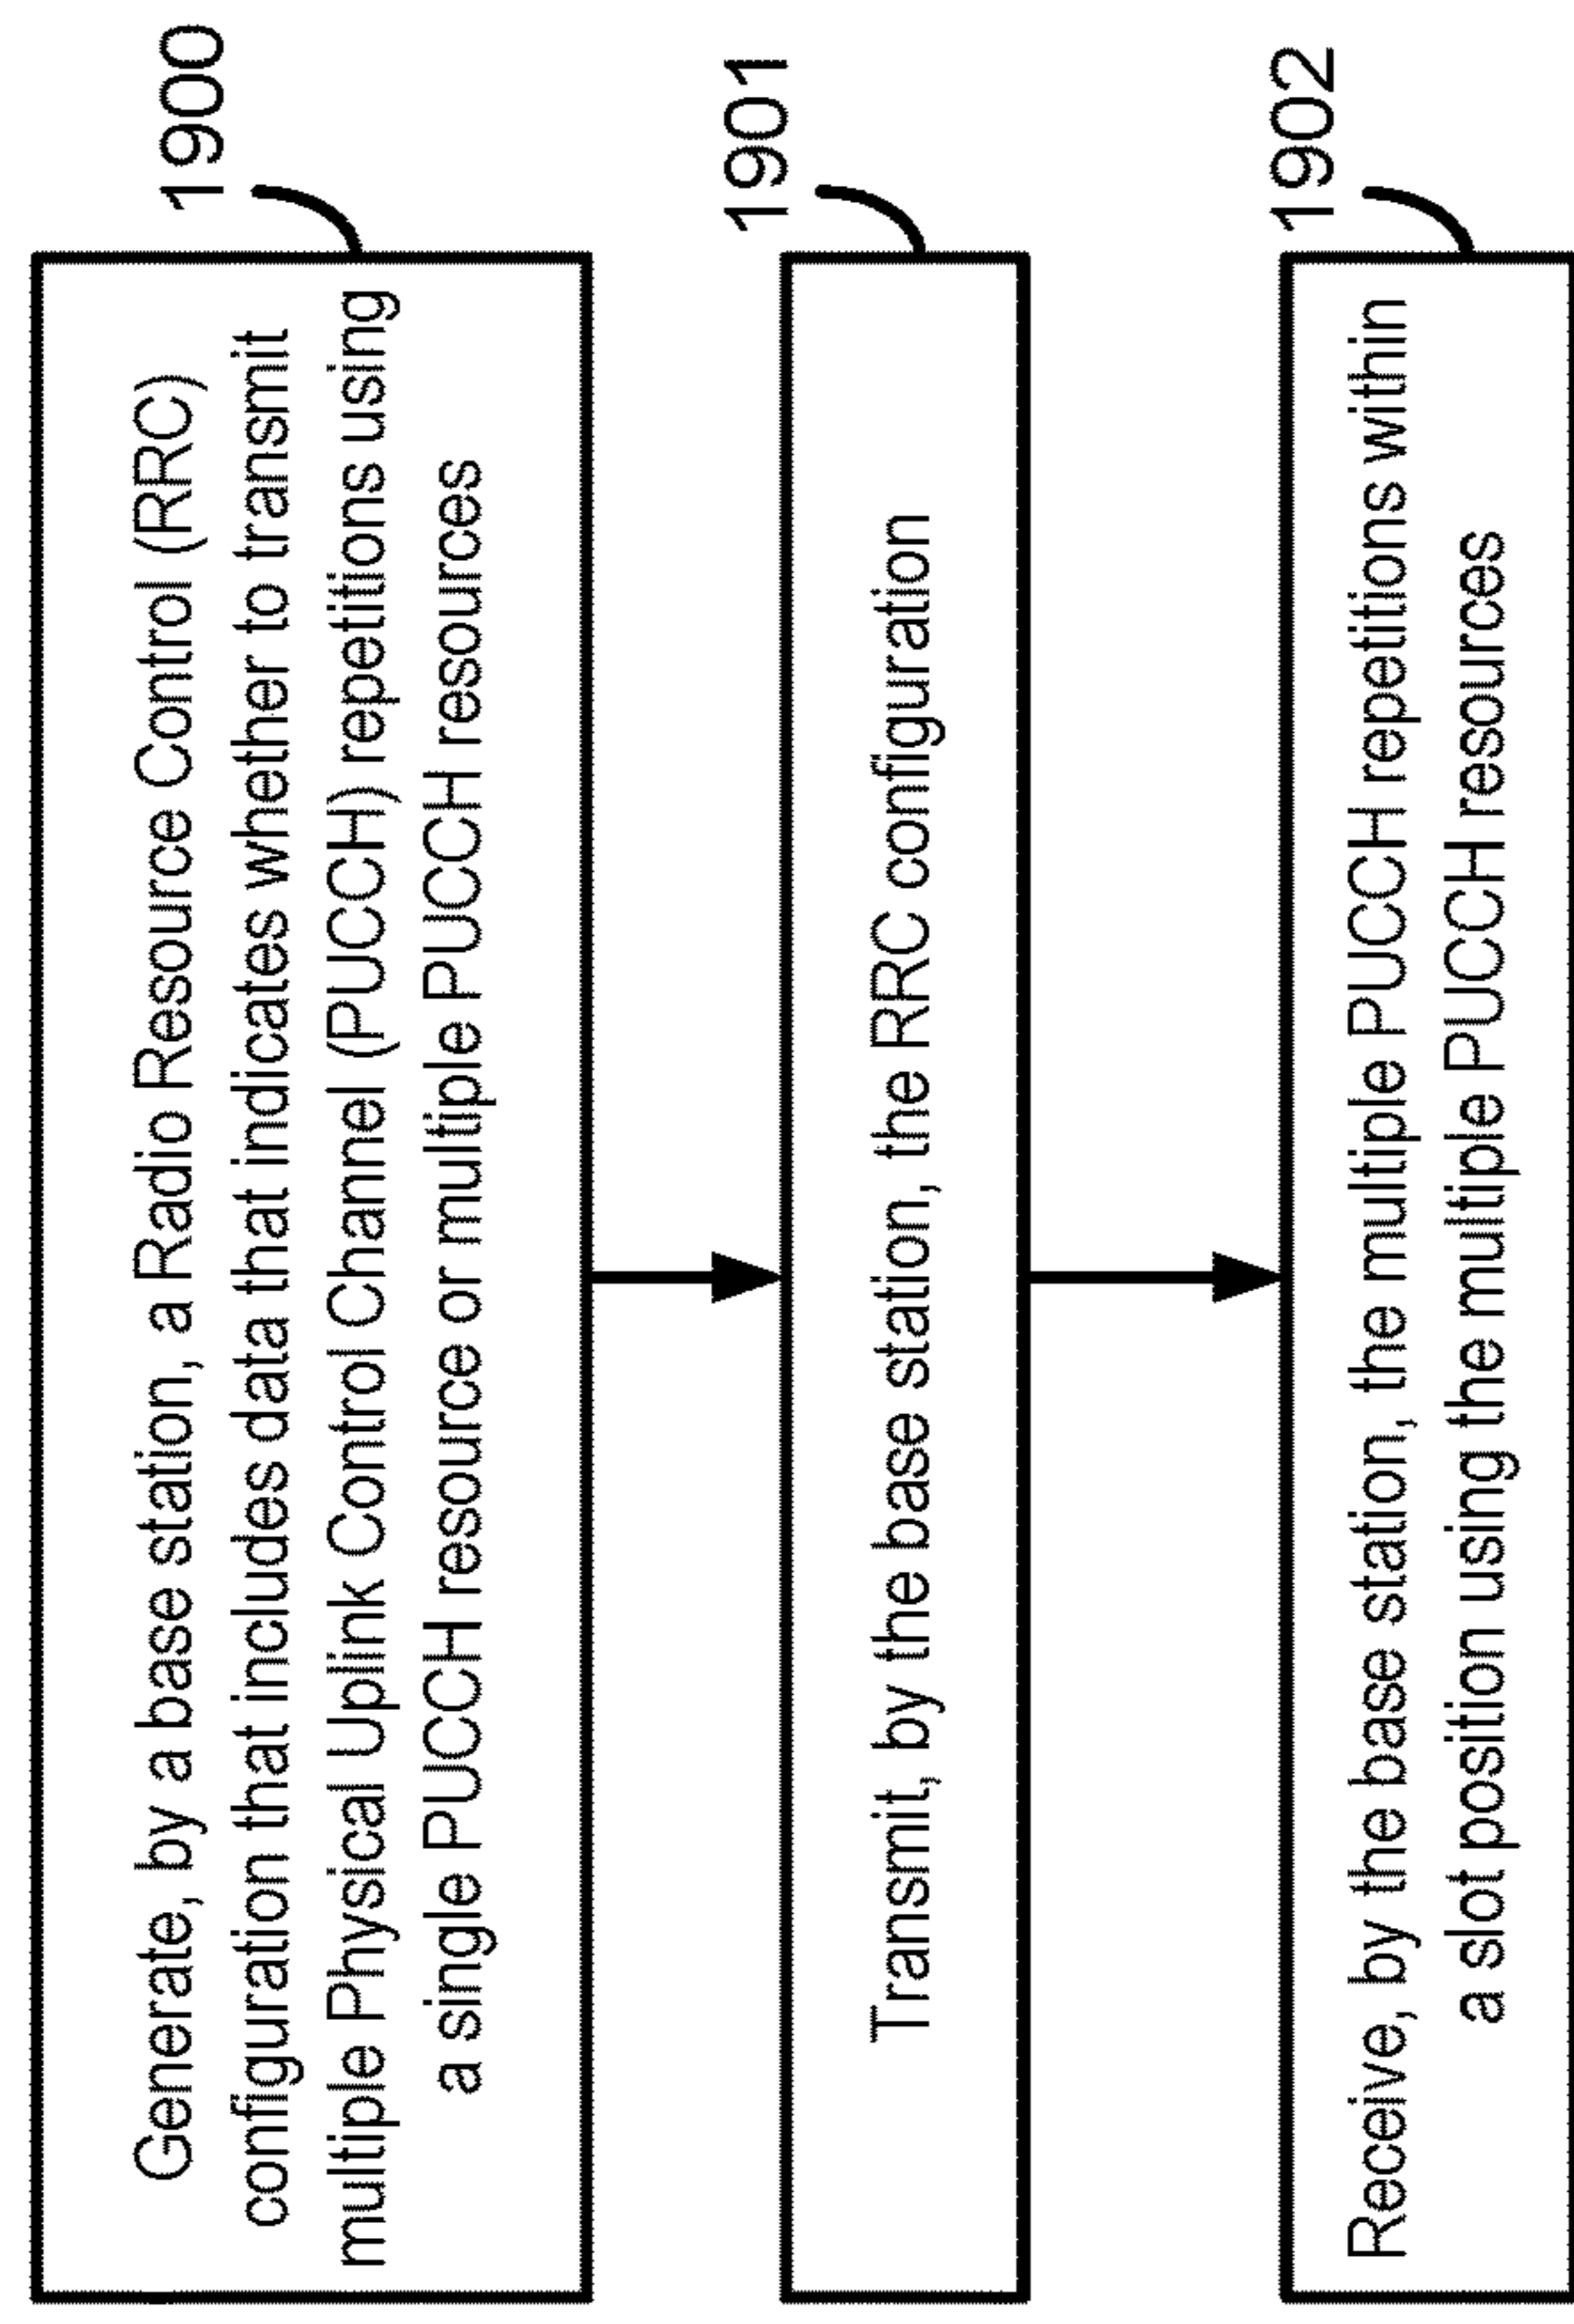 1900
Generate, by a base station, a Radio Resource Control (RRC)
configuration that includes data that indicates whether to transmit
multiple Physical Uplink Control Channel (PUCCH) repetitions using
a single PUCCH resource or multiple PUCCH resources
1901
Transmit, by the base station, the RRC configuration
1902
Receive, by the base station, the multiple PUCCH repetitions within
a slot position using the multiple PUCCH resources